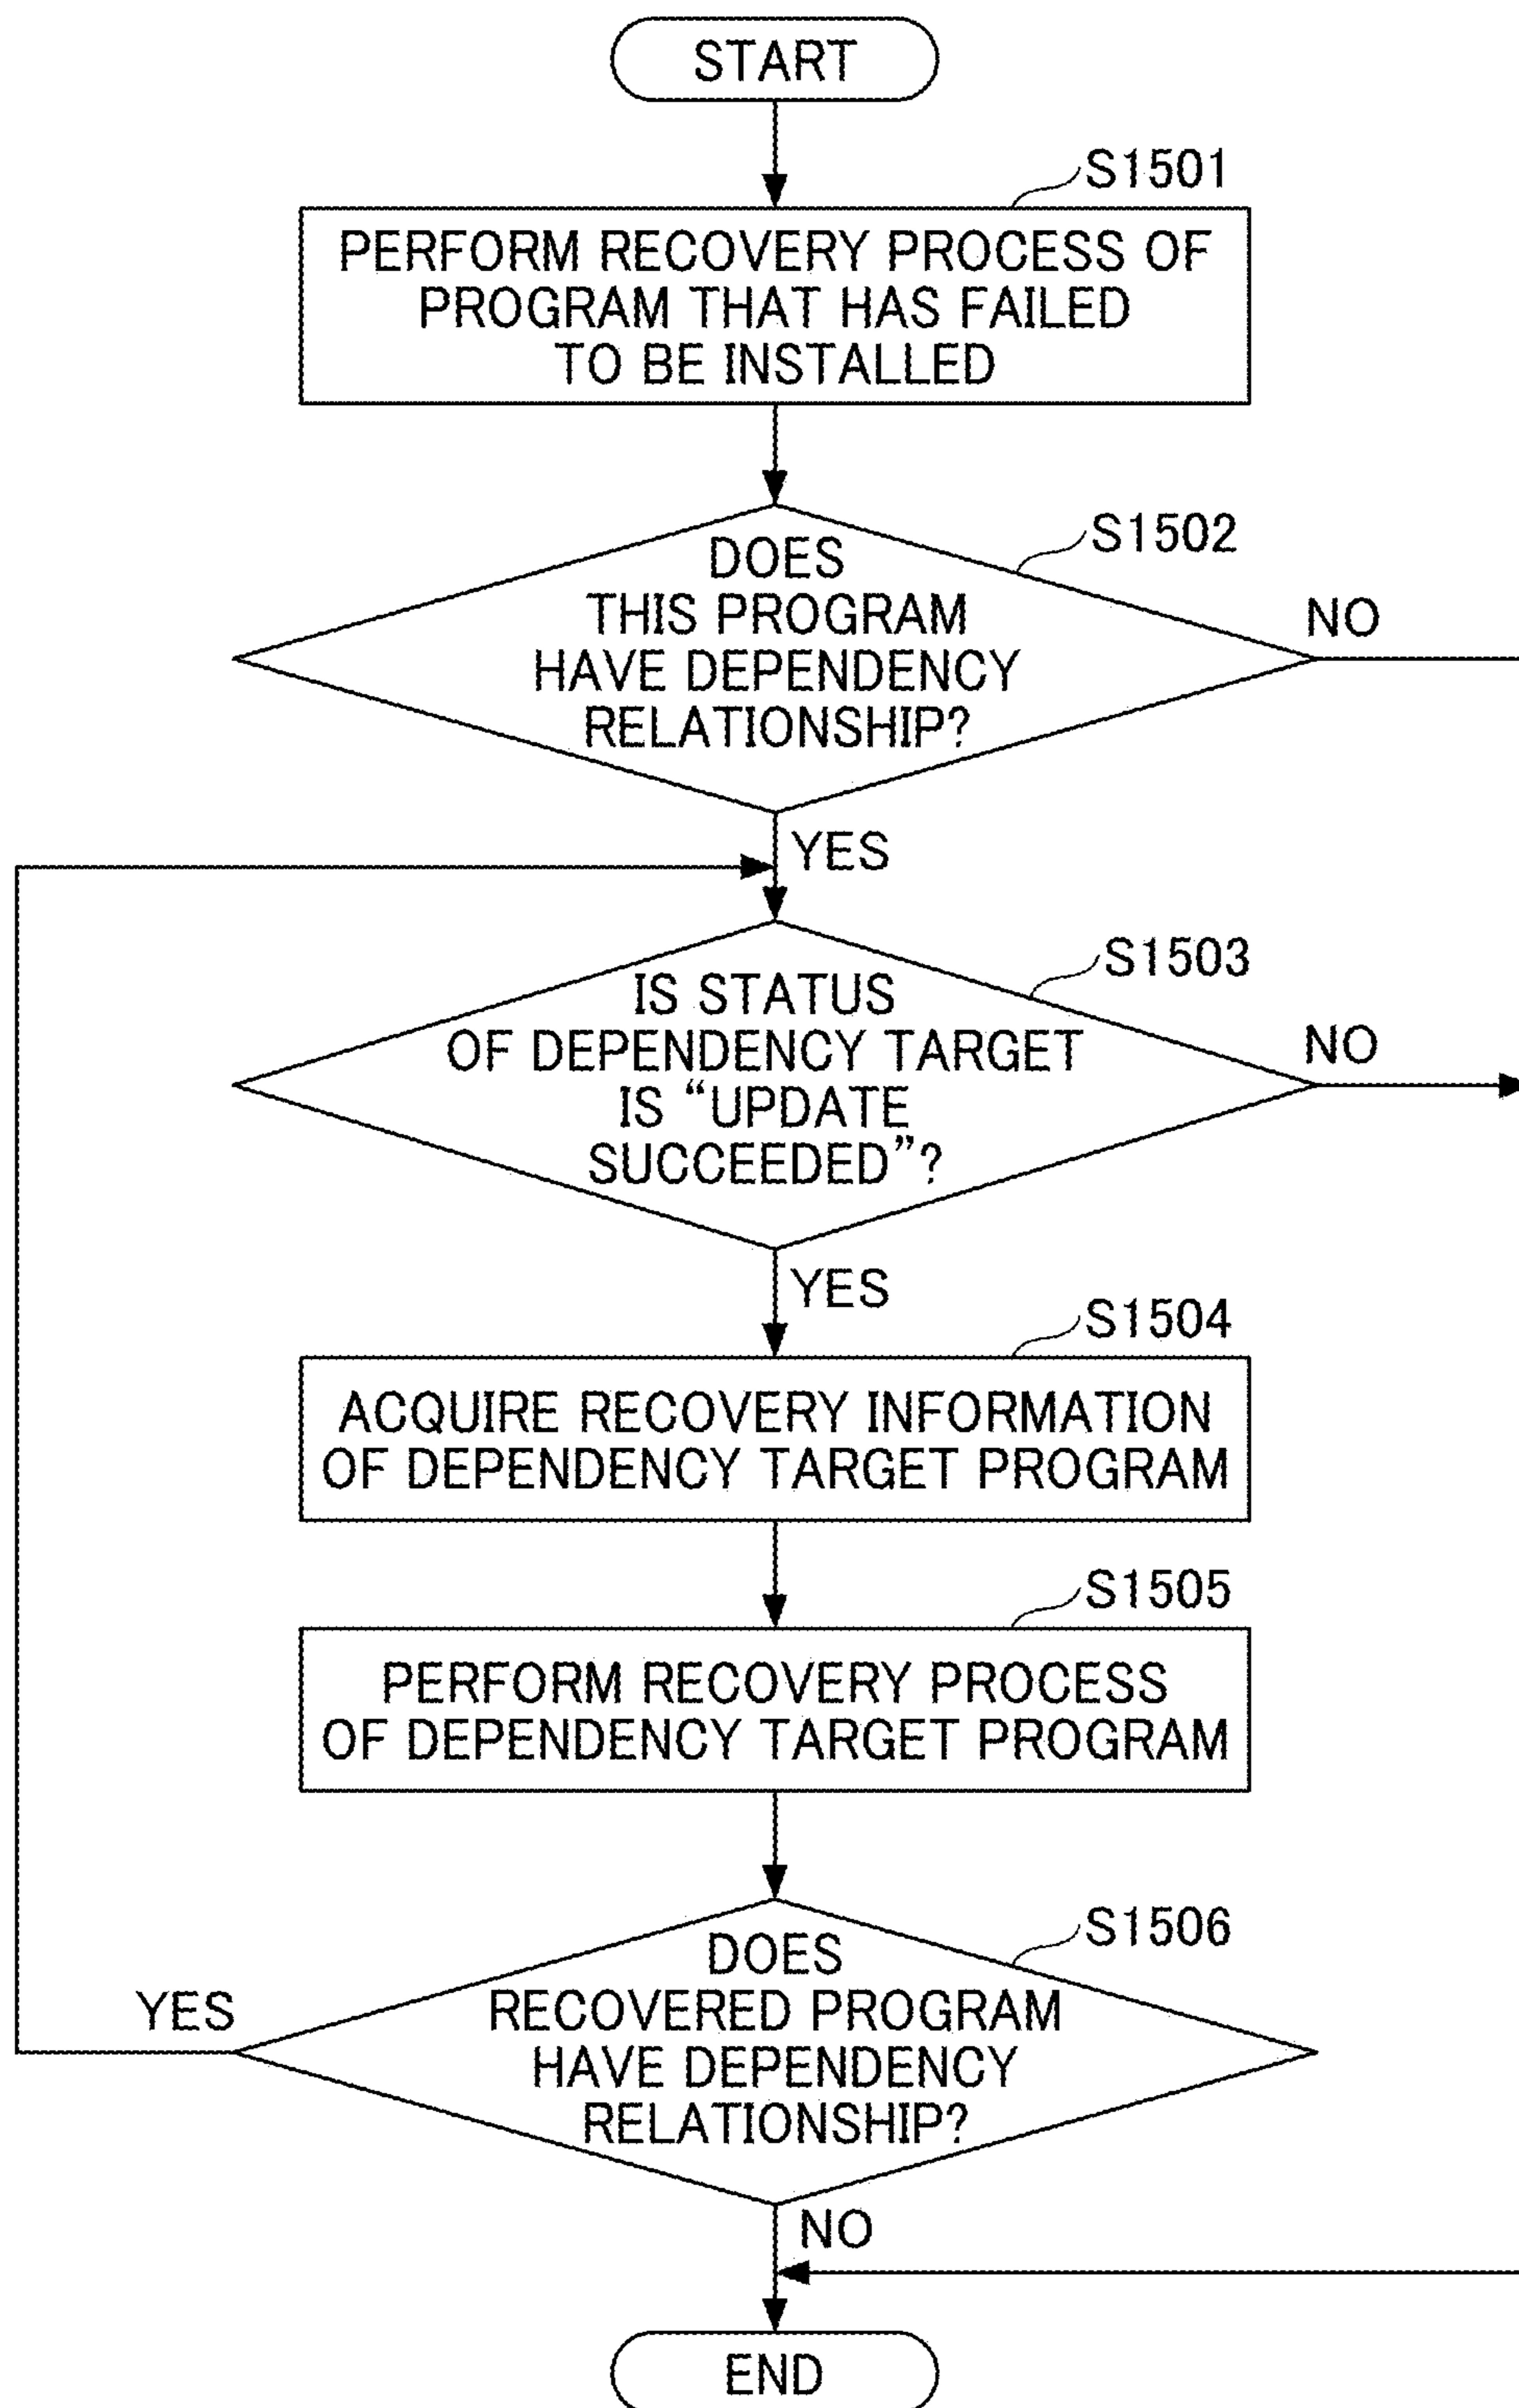 START
S1501
PERFORM RECOVERY PROCESS OF
PROGRAM THAT HAS FAILED
TO BE INSTALLED
S1502
DOES
THIS PROGRAM
HAVE DEPENDENCY
RELATIONSHIP?
NO
YES
S1503
IS STATUS
OF DEPENDENCY TARGET
IS “UPDATE
SUCCEEDED”?
NO
YES
S1504
ACQUIRE RECOVERY INFORMATION
OF DEPENDENCY TARGET PROGRAM
S1505
PERFORM RECOVERY PROCESS
OF DEPENDENCY TARGET PROGRAM
S1506
DOES
RECOVERED PROGRAM
HAVE DEPENDENCY
RELATIONSHIP?
YES
NO
END